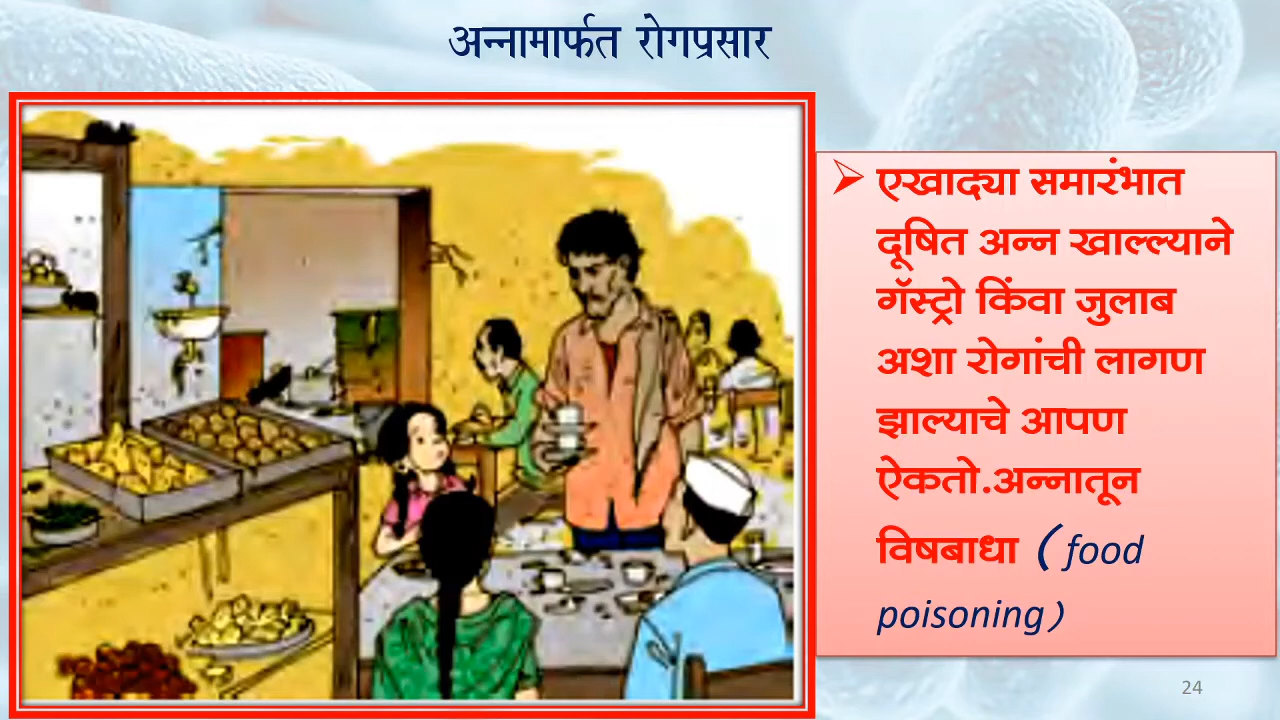 अन्नामार्फत रोगप्रसार
➢ एखाद्या समारंभात
दूषित अन्न खाल्ल्याने
गॅस्ट्रो किंवा जुलाब
अशा रोगांची लागण
झाल्याचे आपण
ऐकतो.अन्नातून
विषबाधा (food
poisoning)
24